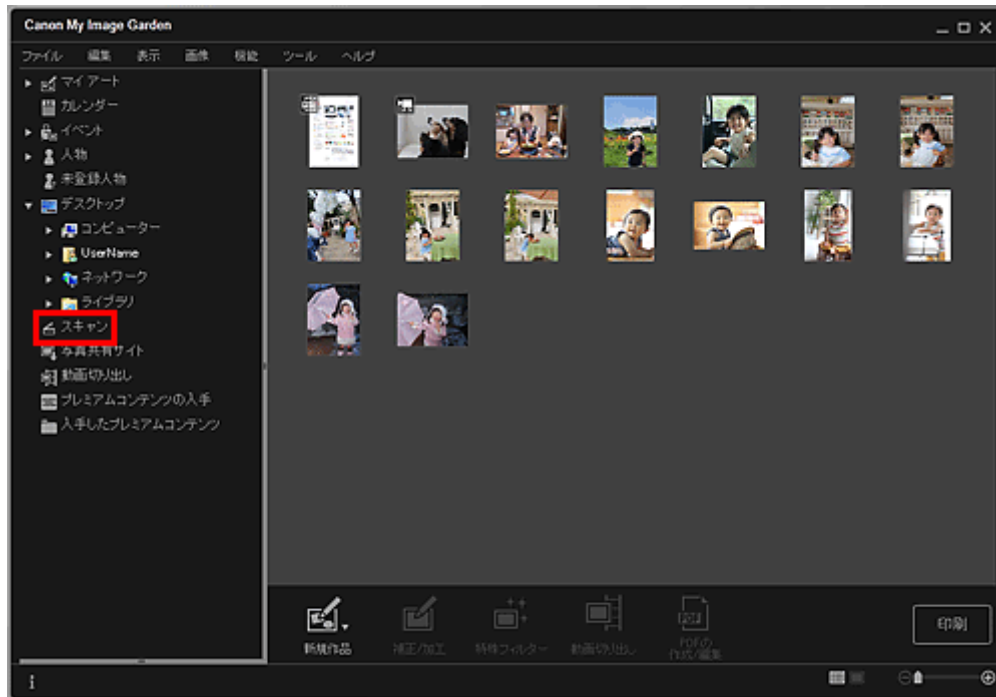 Canon My Image Garden
ファイル 編集 表示 画像 機能 ツール ヘルプ
マイ アート
カレンダー
イベント
人物
未登録人物
デスクトップ
コンピューター
UserName
ネットワーク
ライブラリ
スキャン
写真共有サイト
動画切り出し
プレミアムコンテンツの入手
入手したプレミアムコンテンツ
新規作品 補正/加工 特殊フィルター 動画切り出し PDFの
作成/編集
印刷